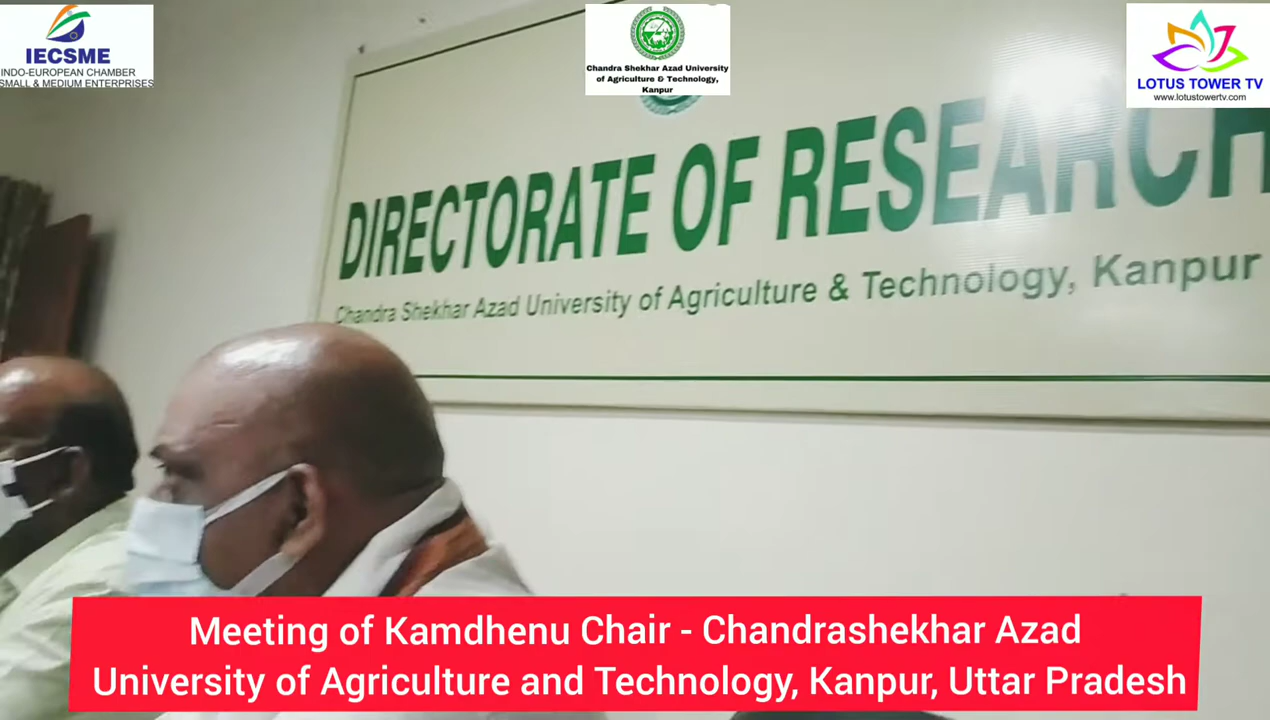 IECSME
INDO-EUROPEAN CHAMBER
SMALL & MEDIUM ENTERPRISES
Chandra Shekhar Azad University
of Agriculture & Technology,
Kanpur
LOTUS TOWER TV
www.lotustowertv.com
DIRECTORATE OF RESEARCH
Chandra Shekhar Azad University of Agriculture & Technology, Kanpur
Meeting of Kamdhenu Chair - Chandrashekhar Azad
University of Agriculture and Technology, Kanpur, Uttar Pradesh